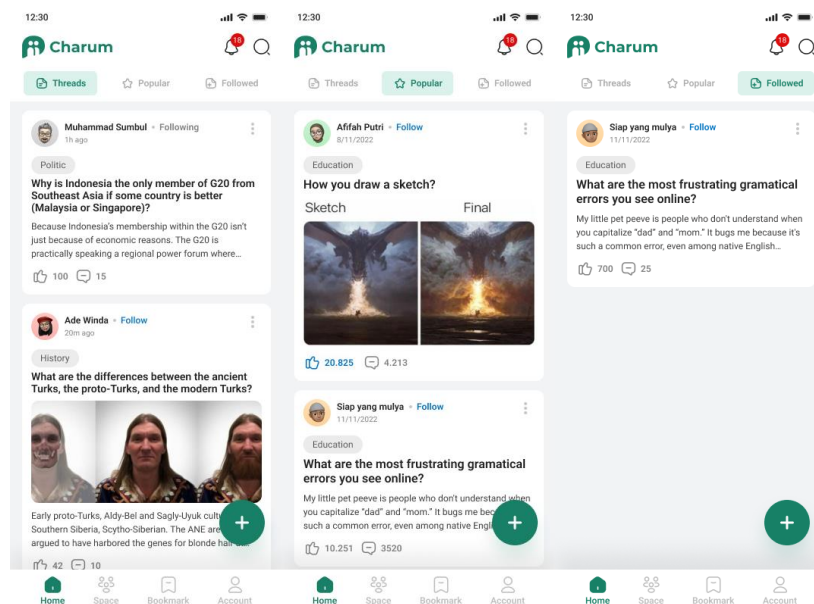 12:30
Charum
18
Threads
Popular
Followed
Muhammad Sumbul • Following
1h ago
Politic
Why is Indonesia the only member of G20 from
Southeast Asia if some country is better
(Malaysia or Singapore)?
Because Indonesia's membership within the G20 isn't
just because of economic reasons. The G20 is
practically speaking a regional power forum where...
100
15
Ade Winda • Follow
20m ago
History
What are the differences between the ancient
Turks, the proto-Turks, and the modern Turks?
Early proto-Turks, Aldy-Bel and Sagly-Uyuk
Southern Siberia, Scytho-Siberian. The ANE are
argued to have harbored the genes for blonde
42
10
Home
Space
Bookmark
Account
12:30
Charum
18
Threads
Popular
Followed
Afifah Putri • Follow
8/11/2022
Education
How you draw a sketch?
Sketch
Final
20.825
4.213
Siap yang mulya • Follow
11/11/2022
Education
What are the most frustrating gramatical
errors you see online?
My little pet peeve is people who don't understand when
you capitalize "dad" and "mom." It bugs me
such a common error, even among native
10.251
3520
Home
Space
Bookmark
Account
12:30
Charum
18
Threads
Popular
Followed
Siap yang mulya • Follow
11/11/2022
Education
What are the most frustrating gramatical
errors you see online?
My little pet peeve is people who don't understand when
you capitalize "dad" and "mom." It bugs me because it's
such a common error, even among native English...
700
25
Home
Space
Bookmark
Account